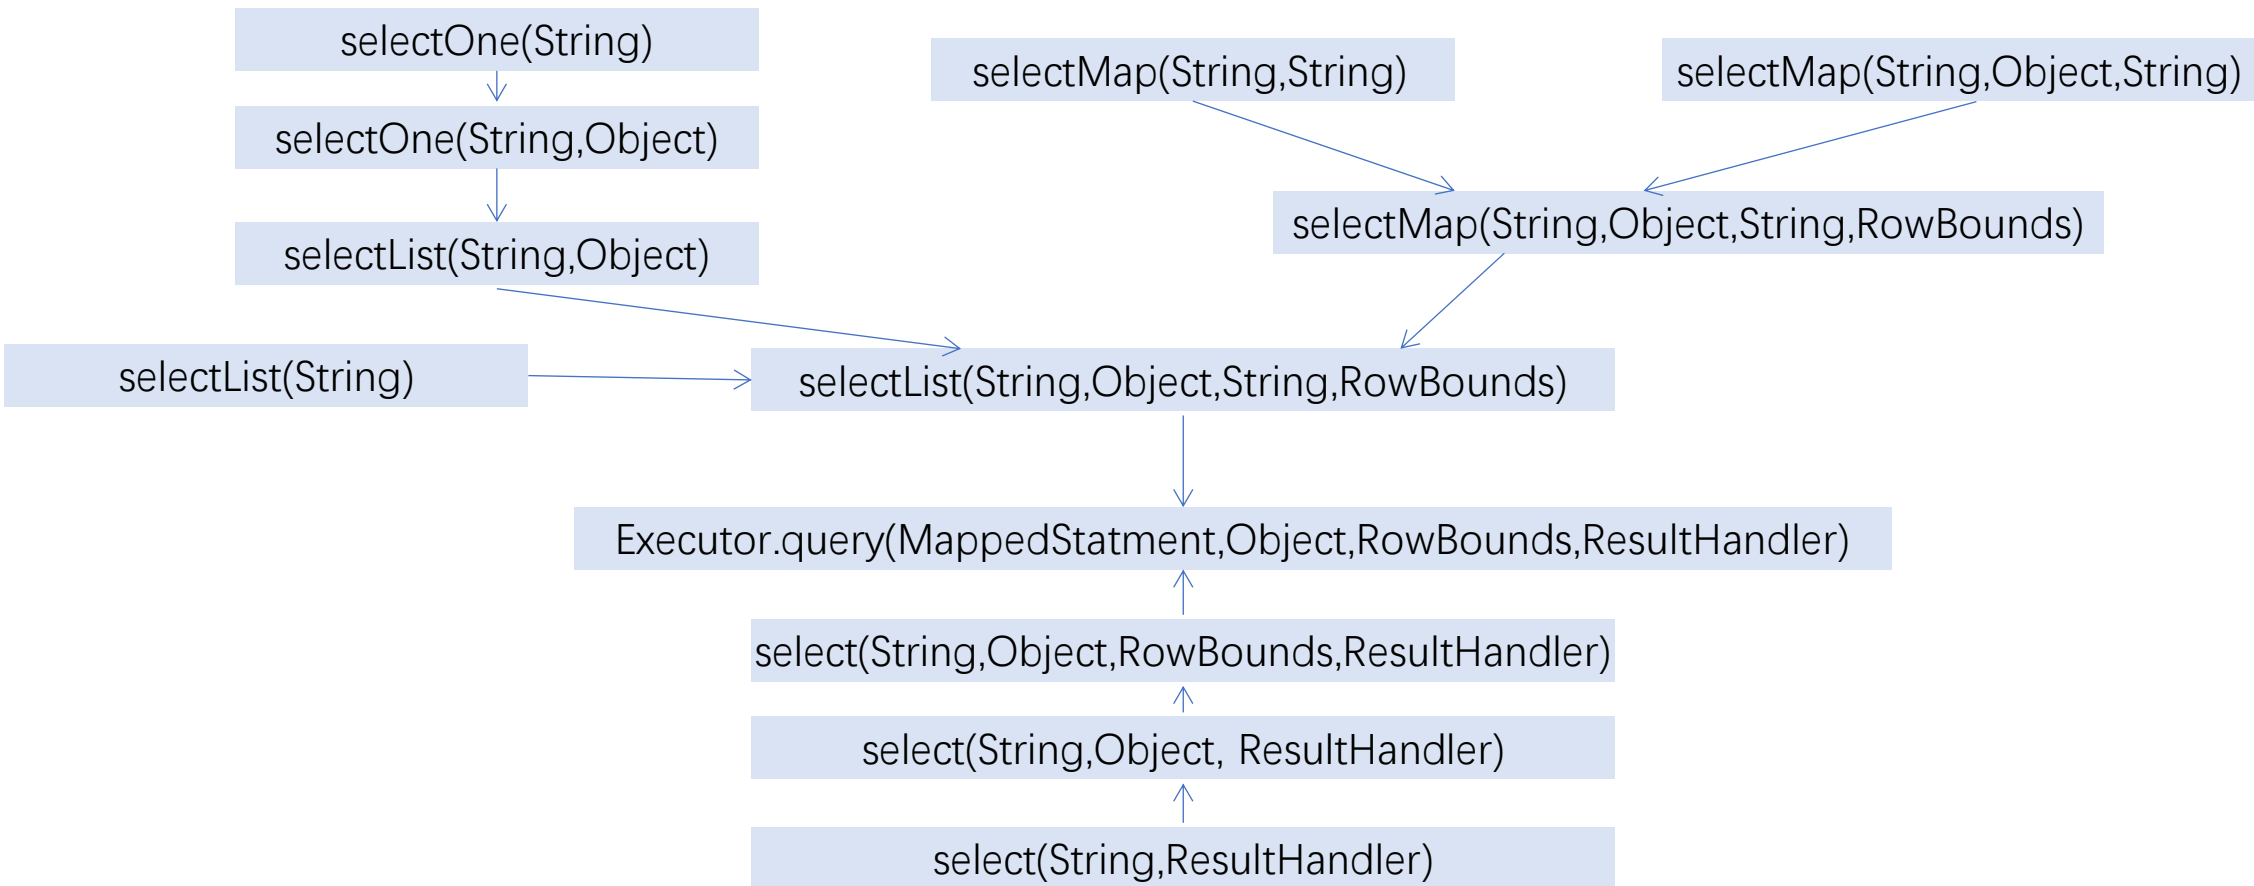 selectOne(String)
selectMap(String,String)
selectMap(String,Object,String)
selectOne(String,Object)
selectMap(String,Object,String,RowBounds)
selectList(String,Object)
selectList(String)
selectList(String,Object,String,RowBounds)
Executor.query(MappedStatment,Object,RowBounds,ResultHandler)
select(String,Object,RowBounds,ResultHandler)
select(String,Object, ResultHandler)
select(String,ResultHandler)